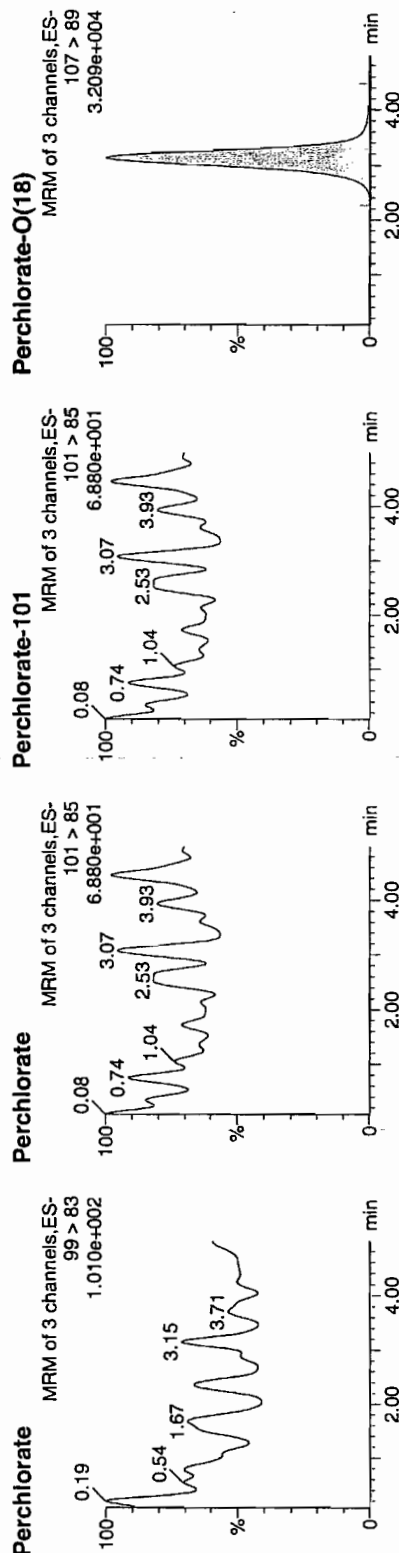 Perchlorate
MRM of 3 channels,ES-
99 > 83
1.010e+002
0.19
0.54
1.67
3.15
3.71
100
%
0
2.00
4.00
min
Perchlorate
MRM of 3 channels,ES-
101 > 85
6.880e+001
0.08
0.74
1.04
2.53
3.07
3.93
100
%
0
2.00
4.00
min
Perchlorate-101
MRM of 3 channels,ES-
101 > 85
6.880e+001
0.08
0.74
1.04
2.53
3.07
3.93
100
%
0
2.00
4.00
min
Perchlorate-O(18)
MRM of 3 channels,ES-
107 > 89
3.209e+004
100
%
0
2.00
4.00
min